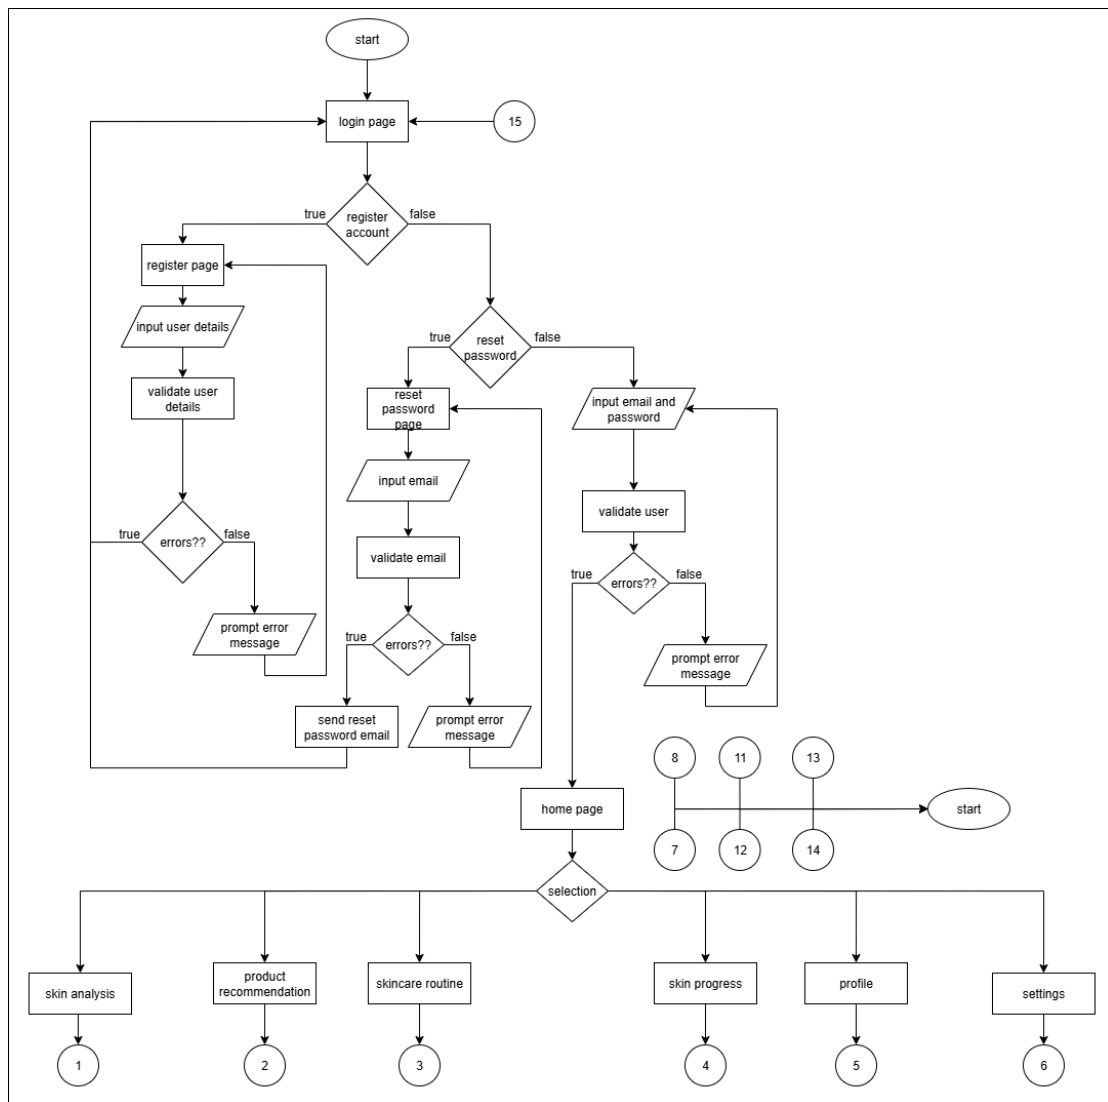 start
login page
15
true
register
account
false
register page
input user details
true
reset
password
false
validate user
details
reset
password
page
input email and
password
input email
validate user
true
errors??
false
validate email
true
errors??
false
prompt error
message
true
errors??
false
prompt error
message
send reset
password email
prompt error
message
8
11
13
home page
start
7
12
14
selection
skin analysis
product
recommendation
skincare routine
skin progress
profile
settings
1
2
3
4
5
6